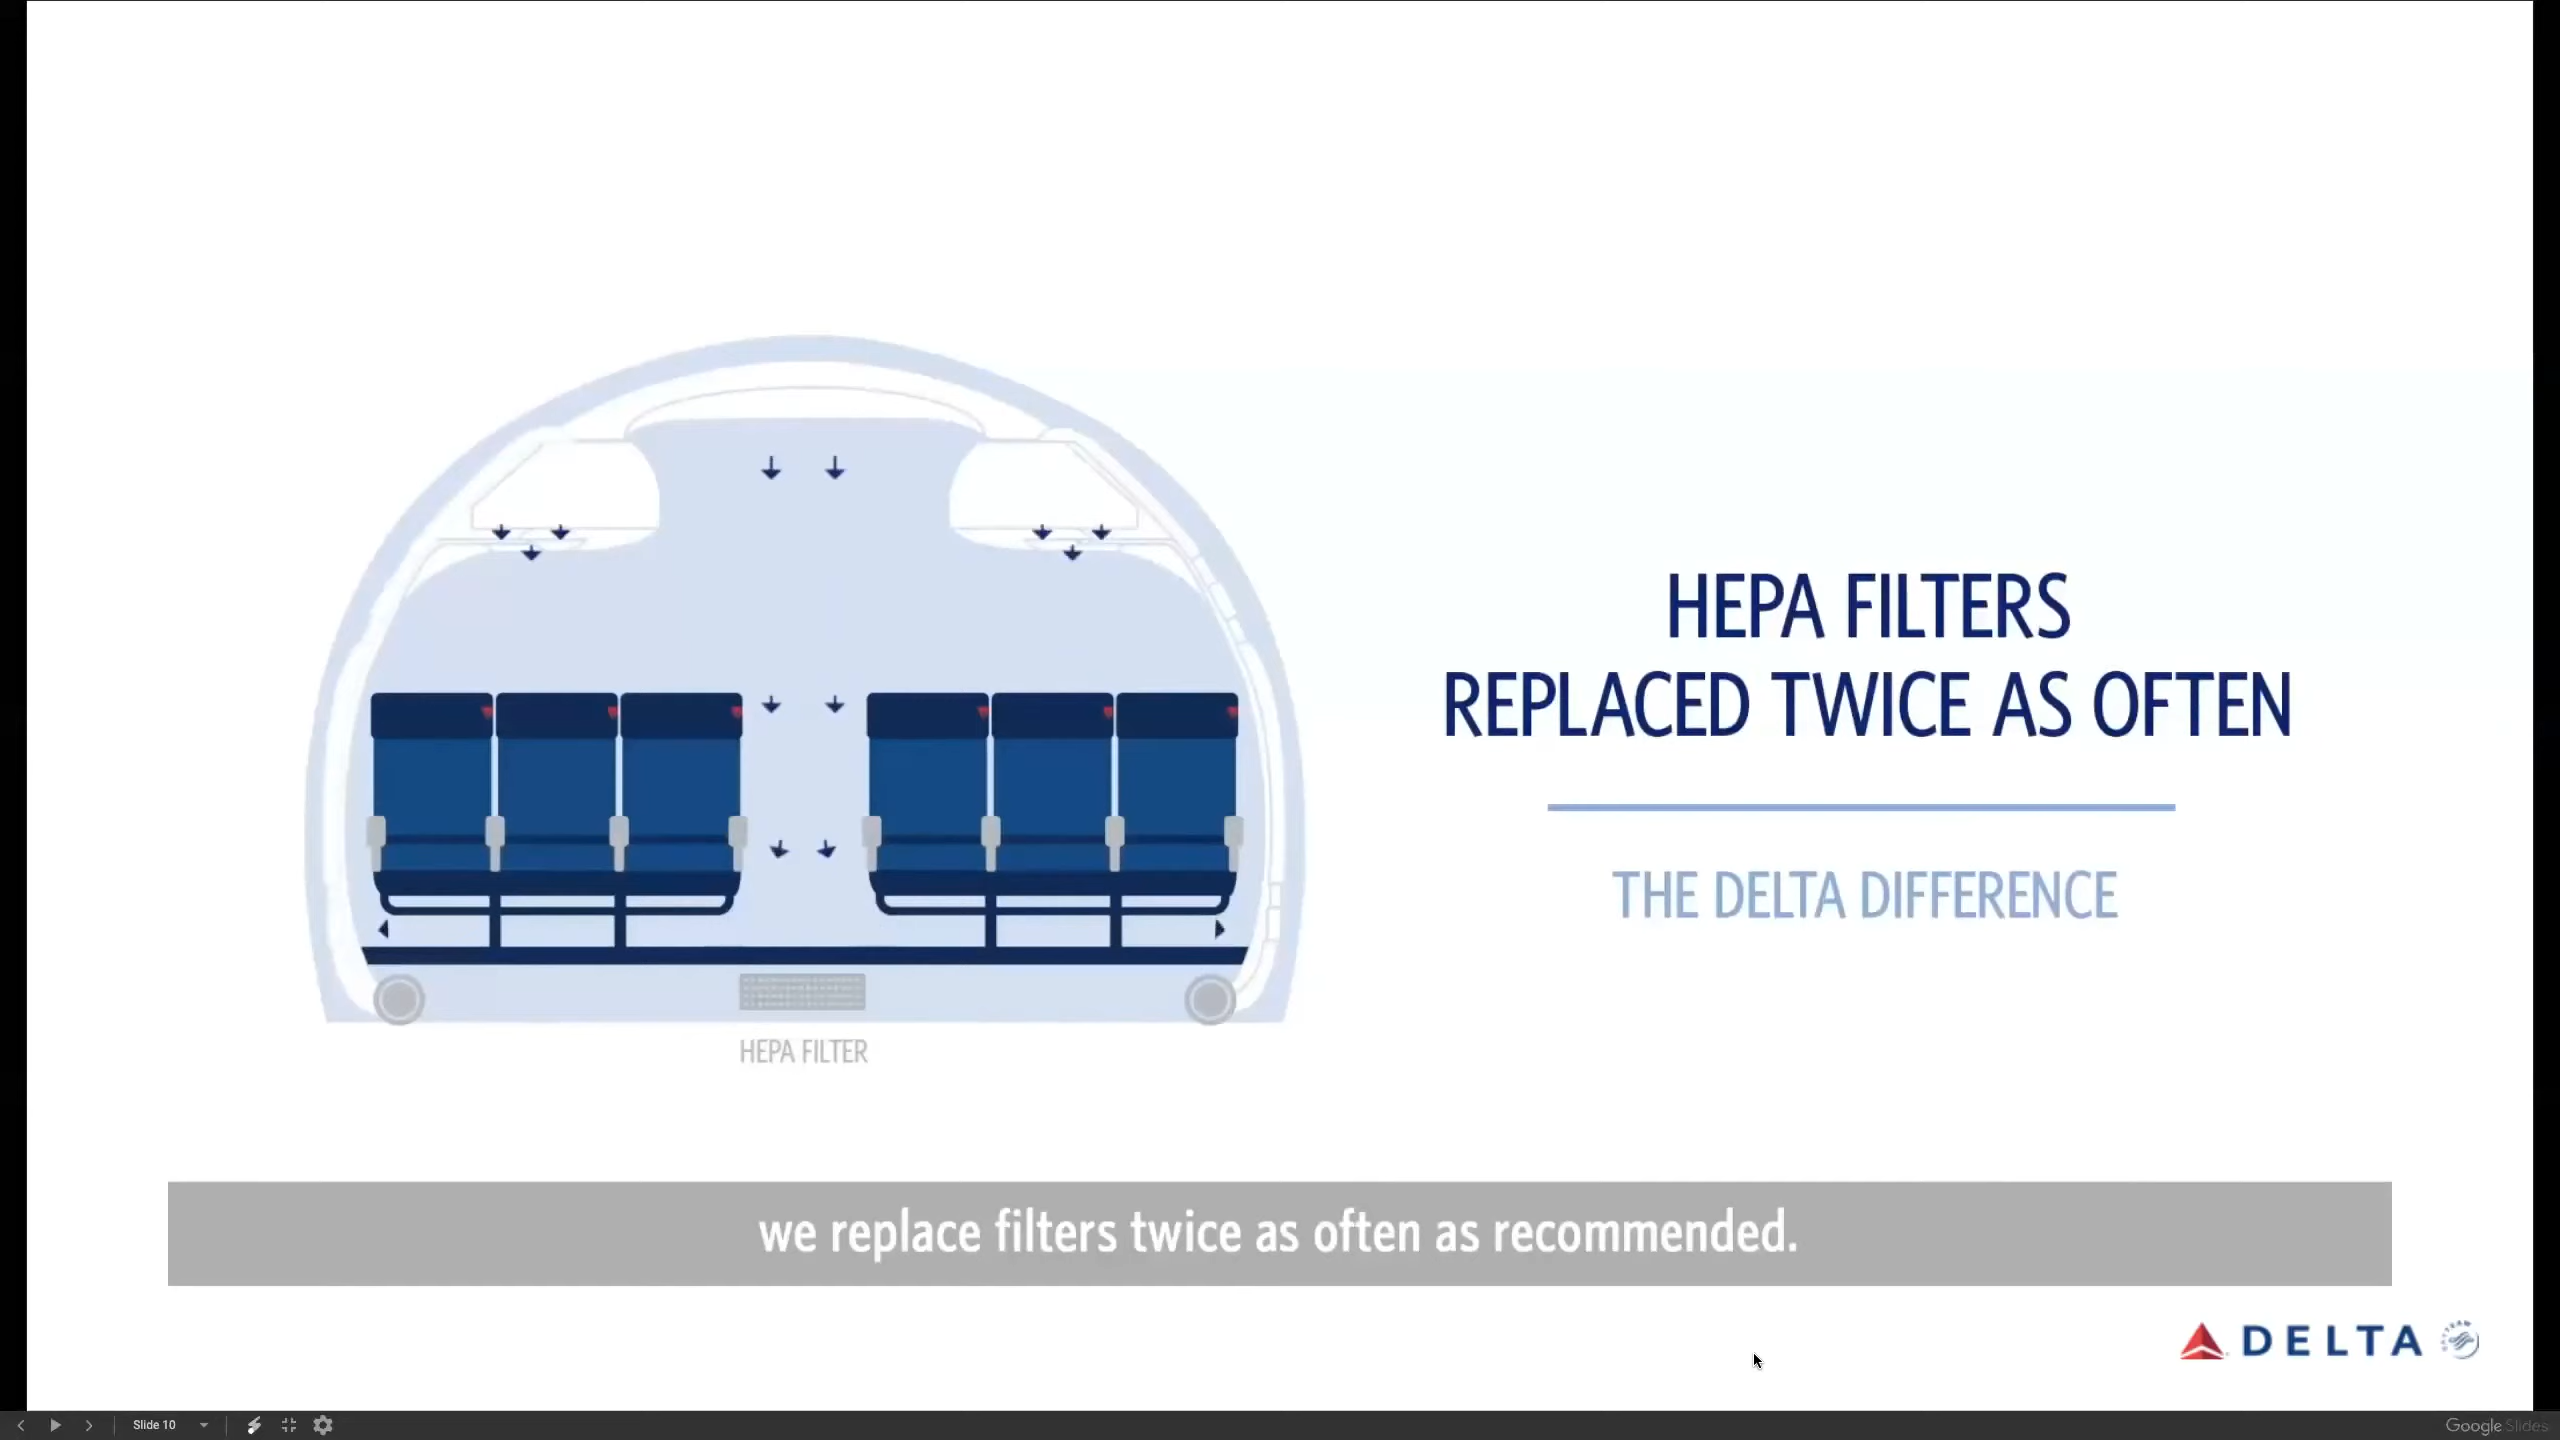 HEPA FILTERS
REPLACED TWICE AS OFTEN
THE DELTA DIFFERENCE
HEPA FILTER
we replace filters twice as often as recommended.
DELTA
Slide 10
Google Slides